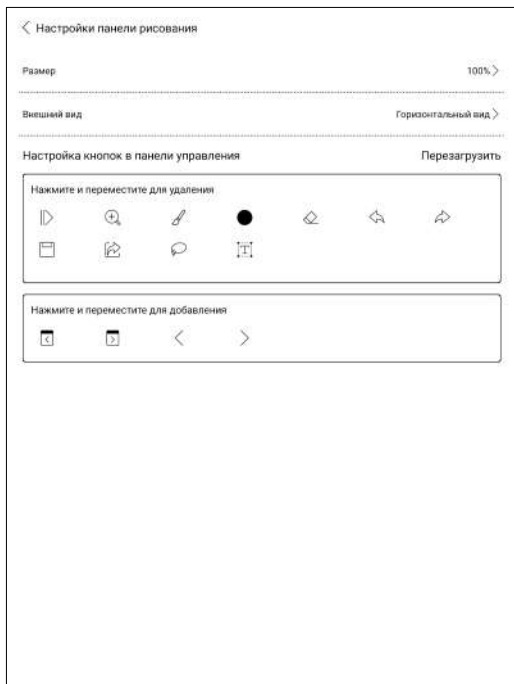 Настройки панели рисования
Размер 100%
Внешний вид Горизонтальный вид
Настройка кнопок в панели управления Перезагрузить
Нажмите и переместите для удаления
T
Нажмите и переместите для добавления